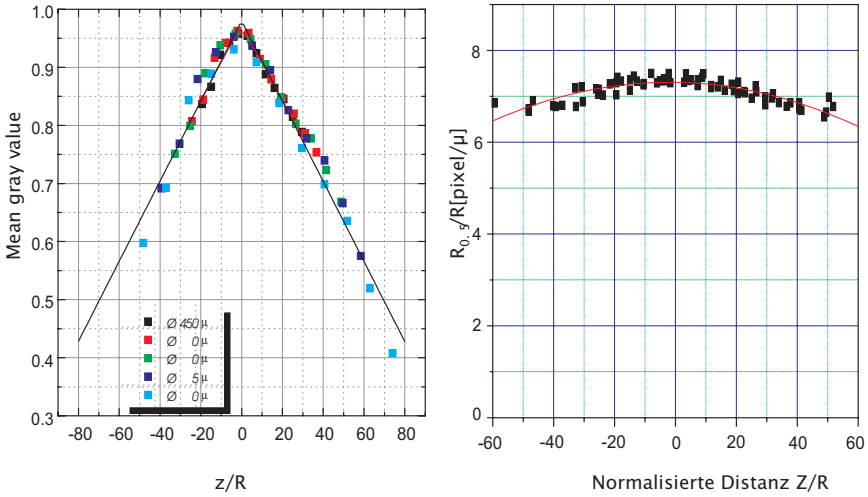 Mean gray value
1.0
0.9
0.8
0.7
0.6
0.5
0.4
0.3
Ø 450 µ
Ø 0 µ
Ø 0 µ
Ø 5 µ
Ø 0 µ
-80 -60 -40 -20 0 20 40 60 80
z/R
R0.5/R[pixel/µ]
8
6
4
2
0
-60 -40 -20 0 20 40 60
Normalisierte Distanz Z/R